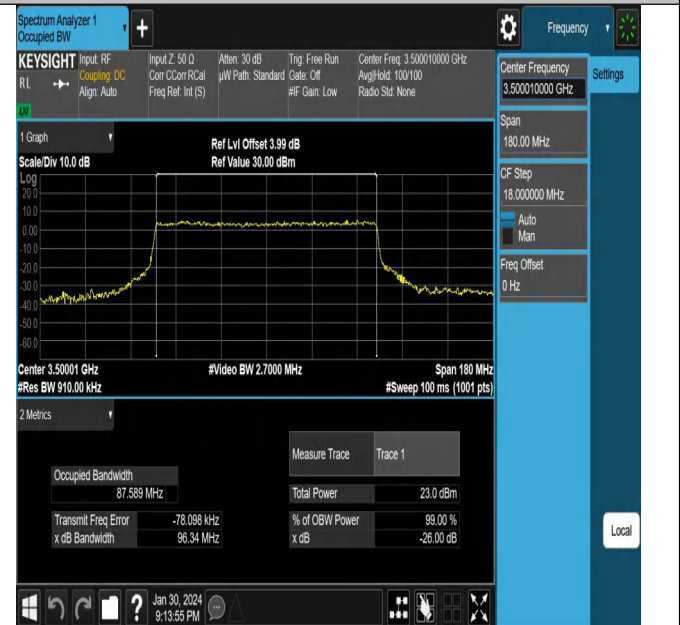 Spectrum Analyzer 1
Occupied BW
+
Frequency
KEYSIGHT
RL
Input: RF
Coupling: DC
Align: Auto
Input Z: 50 Ω
Corr CCorr RCal
Freq Ref: Int (S)
Atten: 30 dB
µW Path: Standard
Trig: Free Run
Gate: Off
#IF Gain: Low
Center Freq: 3.500010000 GHz
Avg|Hold: 100/100
Radio Std: None
Center Frequency
3.500010000 GHz
Settings
Span
180.00 MHz
CF Step
18.000000 MHz
Auto
Man
Freq Offset
0 Hz
Local
1 Graph
Scale/Div 10.0 dB
Ref Lvl Offset 3.99 dB
Ref Value 30.00 dBm
Log
20.0
10.0
0.00
-10.0
-20.0
-30.0
-40.0
-50.0
-60.0
Center 3.50001 GHz
#Video BW 2.7000 MHz
Span 180 MHz
#Res BW 910.00 kHz
#Sweep 100 ms (1001 pts)
2 Metrics
Measure Trace
Trace 1
Occupied Bandwidth
87.589 MHz
Total Power
23.0 dBm
Transmit Freq Error
-78.098 kHz
% of OBW Power
99.00 %
x dB Bandwidth
96.34 MHz
x dB
-26.00 dB
?
Jan 30, 2024
9:13:55 PM